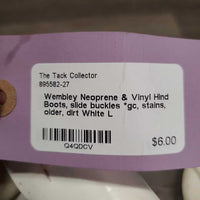 The Tack Collector
895582-27
Wembley Neoprene & Vinyl Hind
Boots, slide buckles *gc, stains,
older, dirt White L
Q4QDCV
$6.00